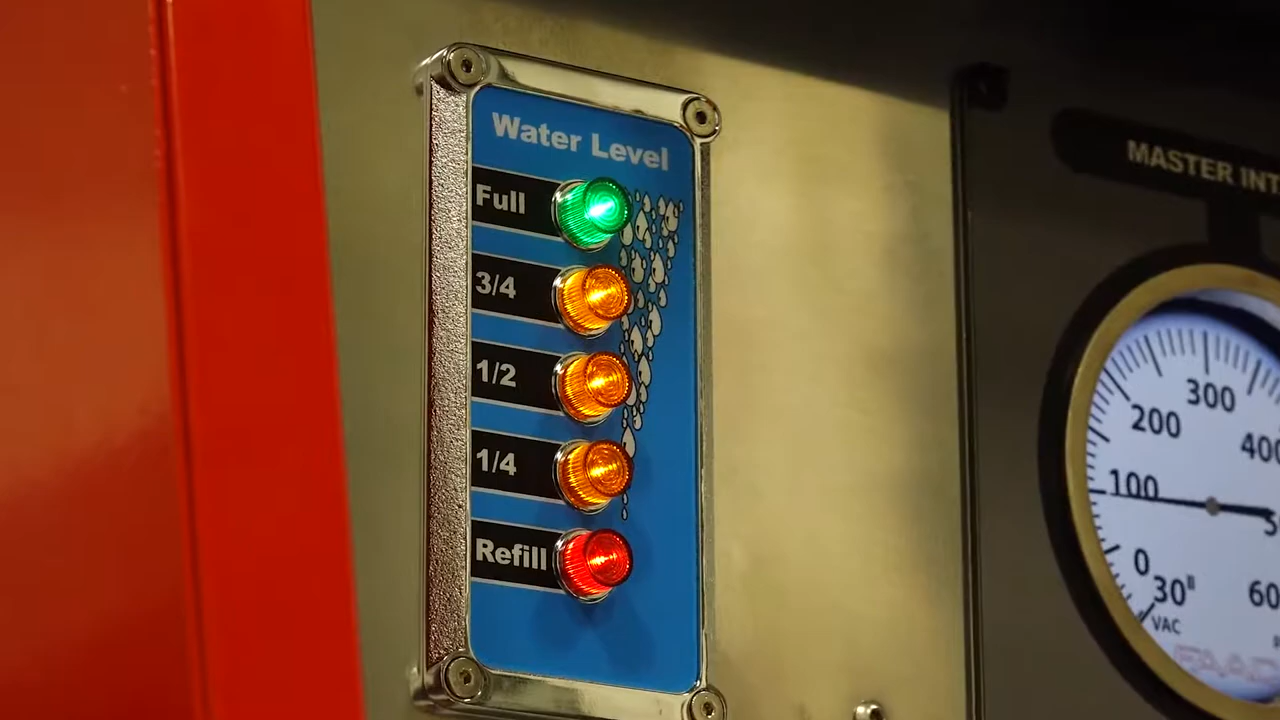 Water Level
Full
3/4
1/2
1/4
Refill
MASTER INT
300
200
400
100
0
30"
VAC
60